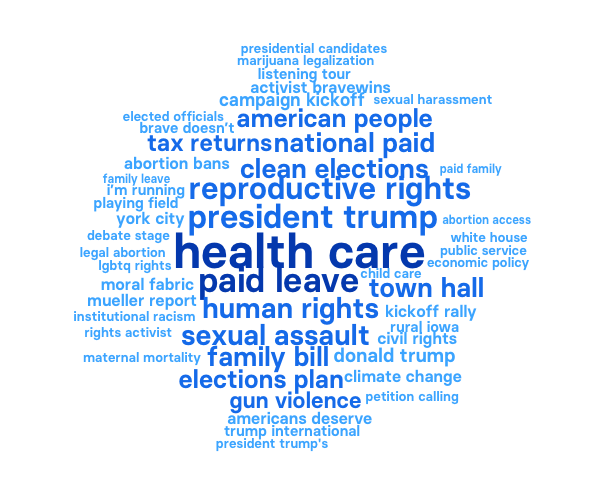 presidential candidates
marijuana legalization
listening tour
activist bravewins
campaign kickoff
sexual harassment
elected officials
american people
brave doesn't
tax returns
national paid
abortion bans
clean elections
paid family
family leave
i'm running
reproductive rights
playing field
york city
president trump
abortion access
debate stage
white house
legal abortion
health care
public service
lgbtq rights
economic policy
moral fabric
paid leave
child care
town hall
mueller report
human rights
kickoff rally
institutional racism
rural iowa
rights activist
sexual assault
civil rights
maternal mortality
family bill
donald trump
elections plan
climate change
gun violence
petition calling
americans deserve
trump international
president trump's